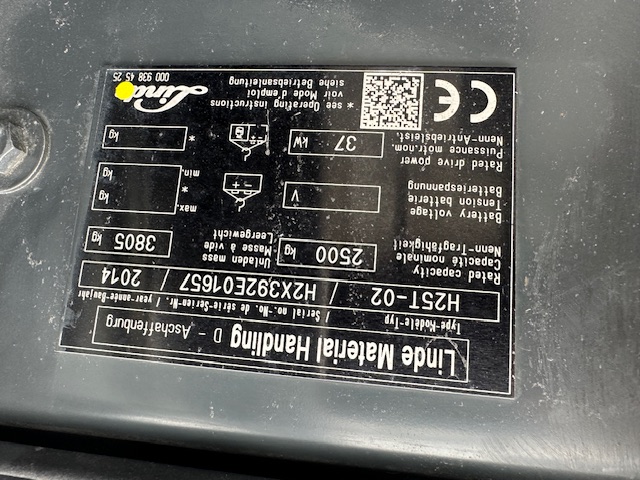 Linde Material Handling D - Aschaffenburg
Type-Modèle-Typ / Serial no.-No. de série-Serien-Nr. / year-année-Baujahr
H25T-02 / H2X392E01657 / 2014
Rated capacity
Capacité nominale
Nenn-Tragfähigkeit
2500 kg
Unladen mass
Masse à vide
Leergewicht
3805 kg
Battery voltage
Tension batterie
Batteriespannung
V
- +
max.
min
* kg
* kg
Rated drive power
Puissance motr.nom.
Nenn-Antriebsleist.
37 kW
* kg
CE
* see Operating instructions
voir Mode d'emploi
siehe Betriebsanleitung
Linde
000 938 45 25